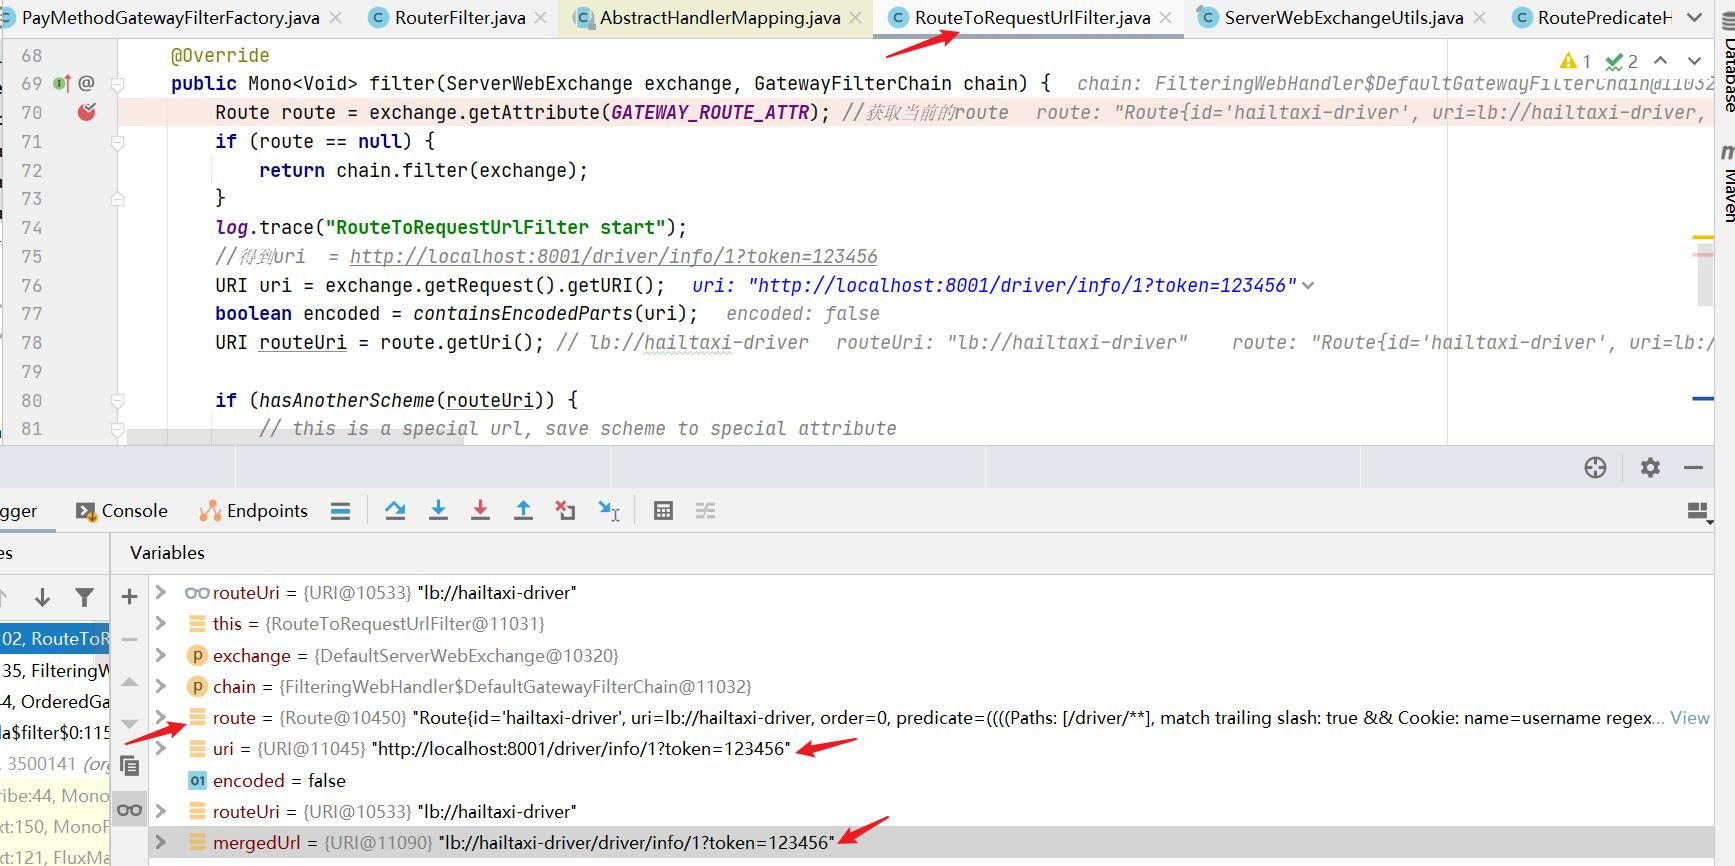 PayMethodGatewayFilterFactory.java RouterFilter.java AbstractHandlerMapping.java RouteToRequestUrlFilter.java ServerWebExchangeUtils.java RoutePredicateH
68 @Override
69 @ public Mono<Void> filter(ServerWebExchange exchange, GatewayFilterChain chain) { chain: FilteringWebHandler$DefaultGatewayFilterChain@11032
70 Route route = exchange.getAttribute(GATEWAY_ROUTE_ATTR); //获取当前的route route: "Route{id='hailtaxi-driver', uri=lb://hailtaxi-driver,
71 if (route == null) {
72 return chain.filter(exchange);
73 }
74 log.trace("RouteToRequestUrlFilter start");
75 //得到uri = http://localhost:8001/driver/info/1?token=123456
76 URI uri = exchange.getRequest().getURI(); uri: "http://localhost:8001/driver/info/1?token=123456"
77 boolean encoded = containsEncodedParts(uri); encoded: false
78 URI routeUri = route.getUri(); // lb://hailtaxi-driver routeUri: "lb://hailtaxi-driver" route: "Route{id='hailtaxi-driver', uri=lb:/
79
80 if (hasAnotherScheme(routeUri)) {
81 // this is a special url, save scheme to special attribute
1 2
Database
Maven
gger Console Endpoints
es Variables
routeUri = {URI@10533} "lb://hailtaxi-driver"
this = {RouteToRequestUrlFilter@11031}
exchange = {DefaultServerWebExchange@10320}
chain = {FilteringWebHandler$DefaultGatewayFilterChain@11032}
route = {Route@10450} "Route{id='hailtaxi-driver', uri=lb://hailtaxi-driver, order=0, predicate=((((Paths: [/driver/**], match trailing slash: true && Cookie: name=username regex... View
uri = {URI@11045} "http://localhost:8001/driver/info/1?token=123456"
01 encoded = false
routeUri = {URI@10533} "lb://hailtaxi-driver"
mergedUrl = {URI@11090} "lb://hailtaxi-driver/driver/info/1?token=123456"
02, RouteToR
35, FilteringW
4, OrderedGa
la$filter$0:115
, 3500141 (org
ribe:44, Mono
xt:150, MonoF
xt:121, FluxMa